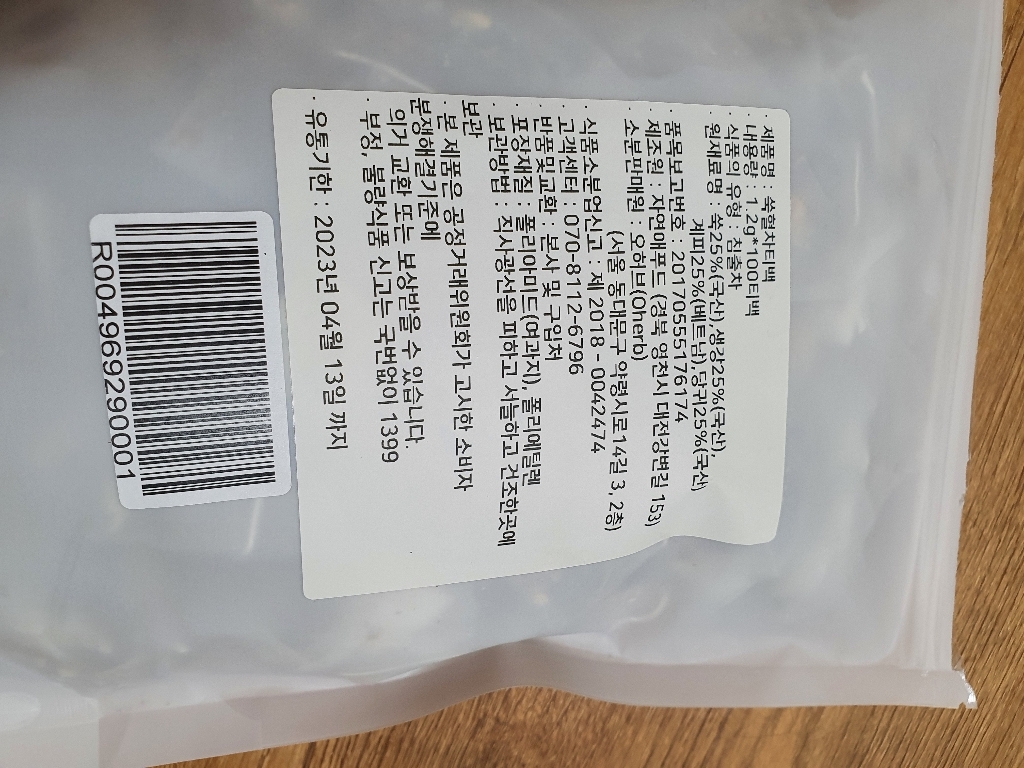 · 제품명 : 쑥혈차티백
· 내용량 : 1.2g*100티백
· 식품의 유형 : 침출차
· 원재료명 : 쑥25%(국산),생강25%(국산),
계피25%(베트남),당귀25%(국산)
· 품목보고번호 : 20170555176174
· 제조원 : 자연애푸드 (경북 영천시 대전강변길 153)
· 소분판매원 : 오허브(Oherb)
(서울 동대문구 약령시로14길 3, 2층)
· 식품소분업신고 : 제 2018 - 0042474
· 고객센터 : 070-8112-6796
· 반품및교환 : 본사 및 구입처
· 포장재질 : 폴리아미드(여과지), 폴리에틸렌
· 보관방법 : 직사광선을 피하고 서늘하고 건조한곳에
보관
· 본 제품은 공정거래위원회가 고시한 소비자
분쟁해결기준에
의거 교환 또는 보상받을 수 있습니다.
· 부정, 불량식품 신고는 국번없이 1399
· 유통기한 : 2023년 04월 13일 까지
R004969290001